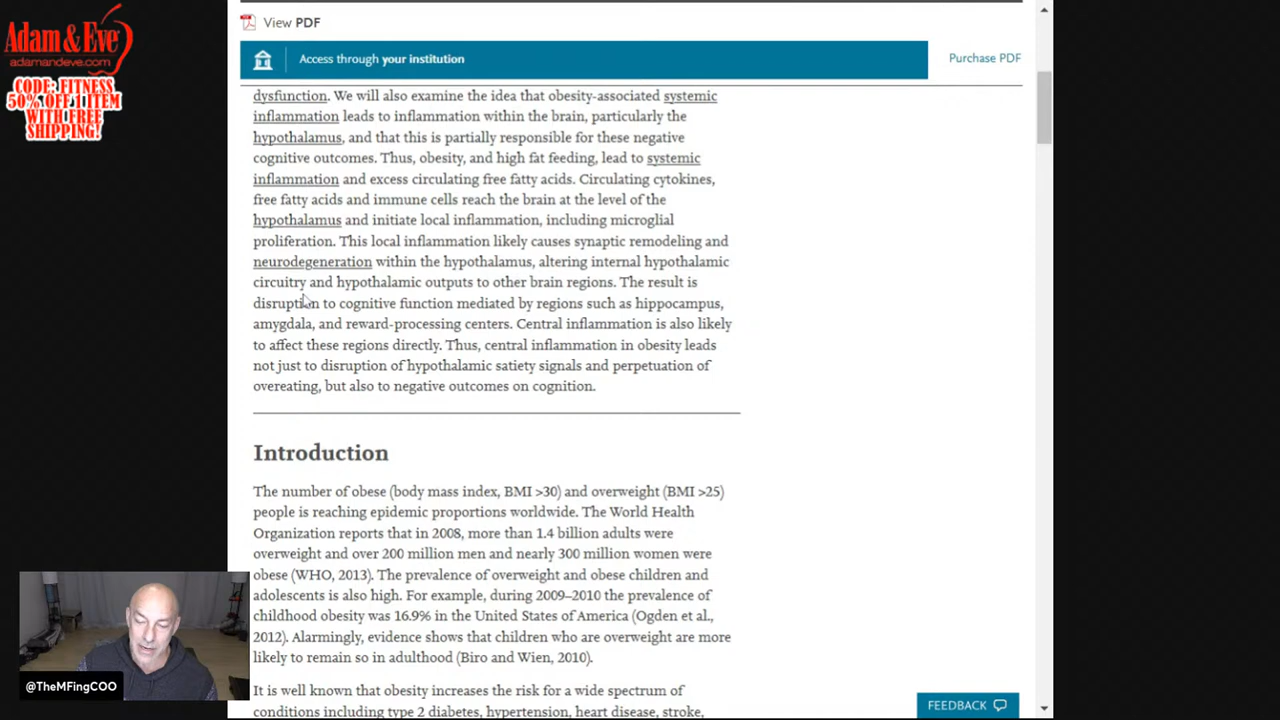 Adam & Eve
adamandeve.com
CODE: FITNESS
50% OFF 1 ITEM
WITH FREE
SHIPPING!
View PDF
Access through your institution
Purchase PDF
dysfunction. We will also examine the idea that obesity-associated systemic
inflammation leads to inflammation within the brain, particularly the
hypothalamus, and that this is partially responsible for these negative
cognitive outcomes. Thus, obesity, and high fat feeding, lead to systemic
inflammation and excess circulating free fatty acids. Circulating cytokines,
free fatty acids and immune cells reach the brain at the level of the
hypothalamus and initiate local inflammation, including microglial
proliferation. This local inflammation likely causes synaptic remodeling and
neurodegeneration within the hypothalamus, altering internal hypothalamic
circuitry and hypothalamic outputs to other brain regions. The result is
disruption to cognitive function mediated by regions such as hippocampus,
amygdala, and reward-processing centers. Central inflammation is also likely
to affect these regions directly. Thus, central inflammation in obesity leads
not just to disruption of hypothalamic satiety signals and perpetuation of
overeating, but also to negative outcomes on cognition.
Introduction
The number of obese (body mass index, BMI >30) and overweight (BMI >25)
people is reaching epidemic proportions worldwide. The World Health
Organization reports that in 2008, more than 1.4 billion adults were
overweight and over 200 million men and nearly 300 million women were
obese (WHO, 2013). The prevalence of overweight and obese children and
adolescents is also high. For example, during 2009–2010 the prevalence of
childhood obesity was 16.9% in the United States of America (Ogden et al.,
2012). Alarmingly, evidence shows that children who are overweight are more
likely to remain so in adulthood (Biro and Wien, 2010).
It is well known that obesity increases the risk for a wide spectrum of
conditions including type 2 diabetes, hypertension, heart disease, stroke,
FEEDBACK
@TheMFingCOO